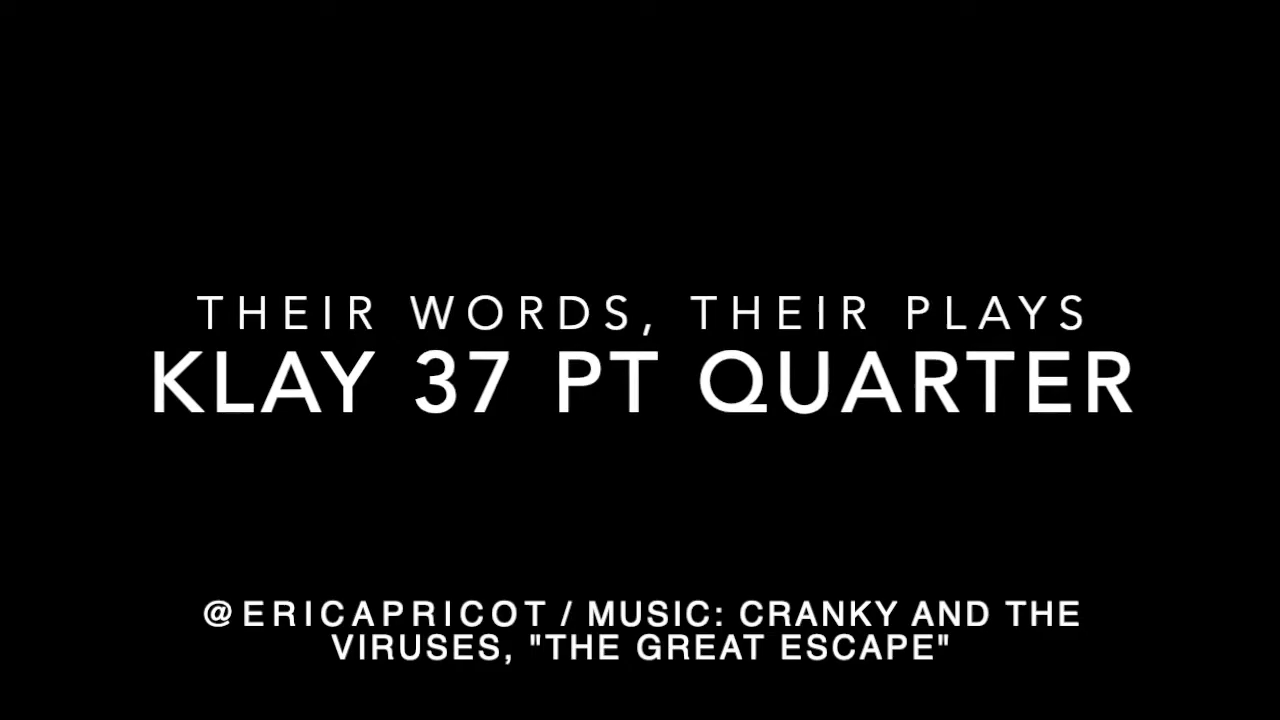 THEIR WORDS, THEIR PLAYS
KLAY 37 PT QUARTER
@ERICAPRICOT / MUSIC: CRANKY AND THE
VIRUSES, "THE GREAT ESCAPE"